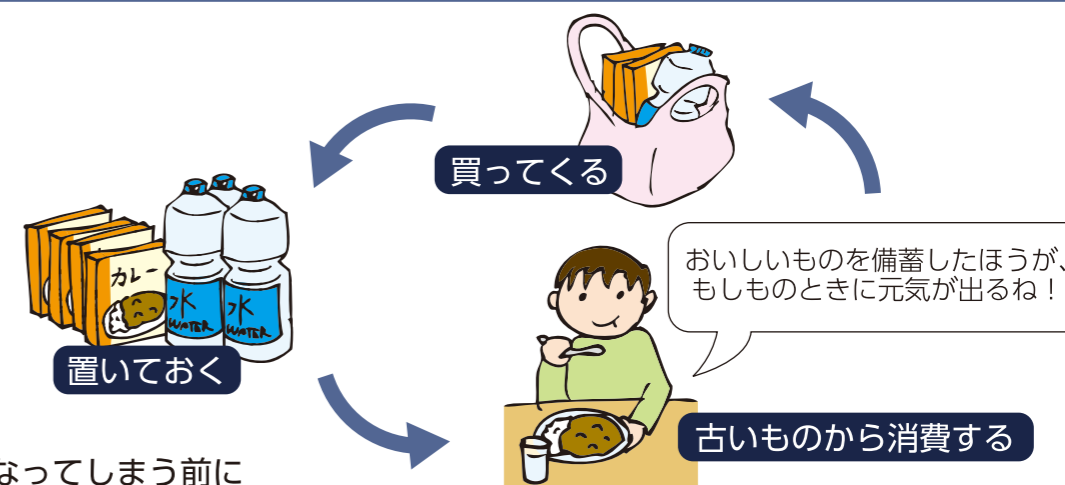 買ってくる
カレー
水
WATER
水
WATER
置いておく
おいしいものを備蓄したほうが、
もしものときに元気が出るね！
古いものから消費する
なってしまう前に